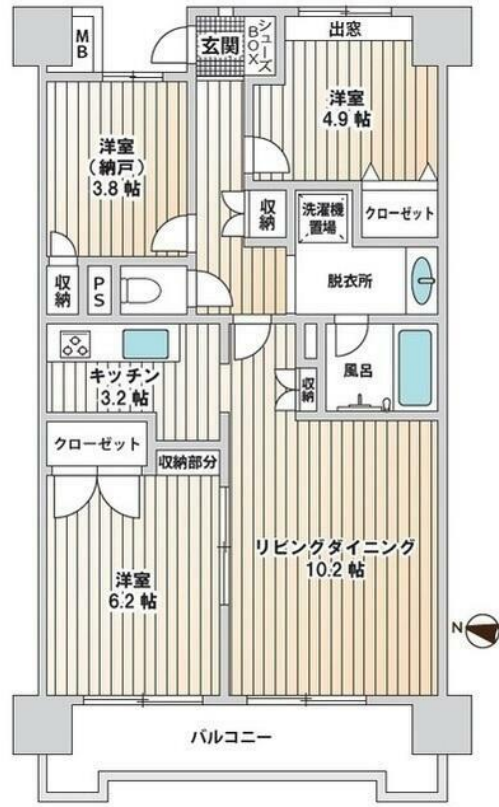 MB
玄関
シューズ
BOX
出窓
洋室
4.9 帖
洋室
（納戸）
3.8 帖
収納
洗濯機
置場
クローゼット
収納
PS
脱衣所
キッチン
3.2 帖
収納
風呂
クローゼット
収納部分
リビングダイニング
10.2 帖
洋室
6.2 帖
N
バルコニー